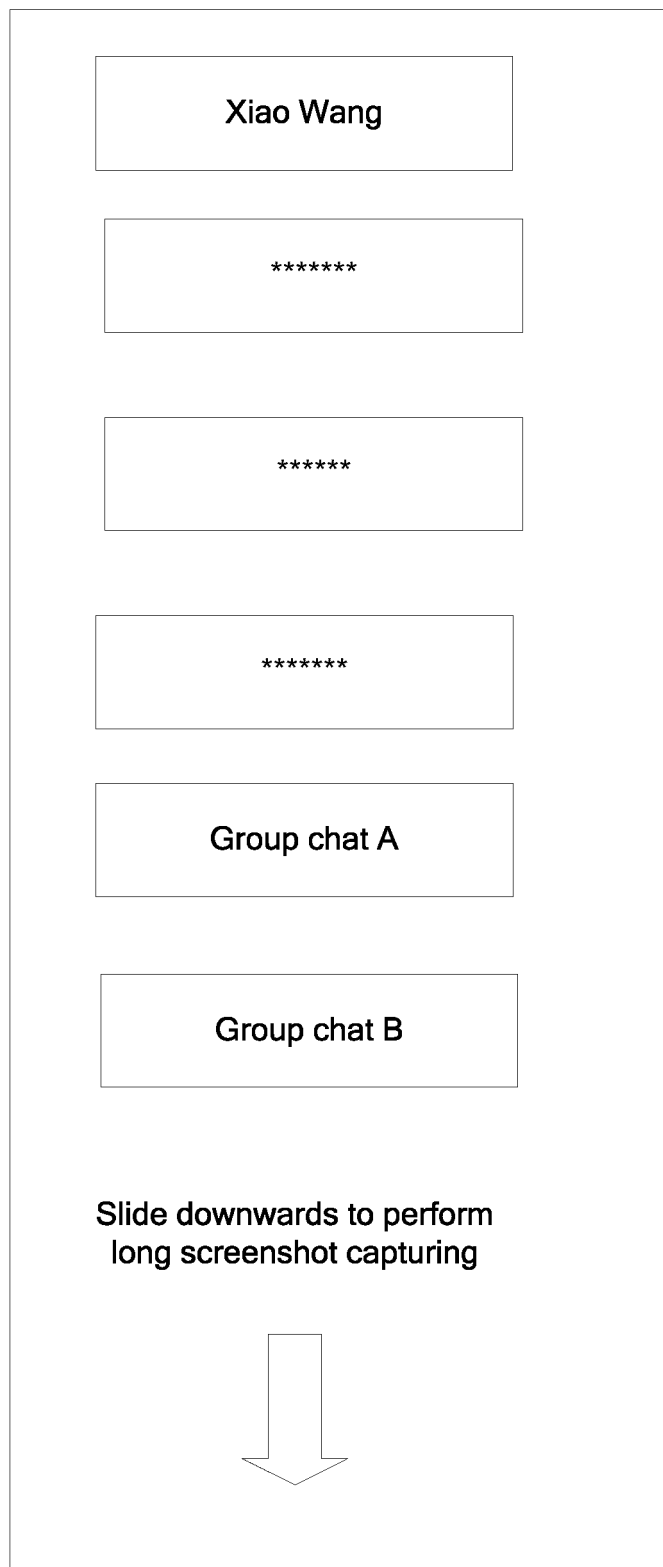 Xiao Wang
*******
******
*******
Group chat A
Group chat B
Slide downwards to perform
long screenshot capturing